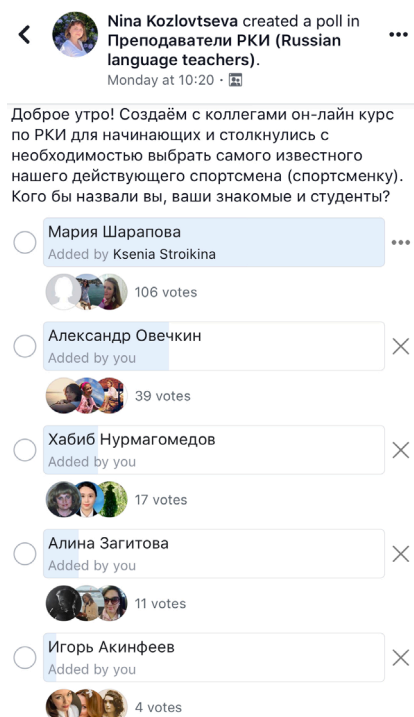 Nina Kozlovtseva created a poll in
Преподаватели РКИ (Russian
language teachers).
Monday at 10:20 ·
Доброе утро! Создаём с коллегами он-лайн курс
по РКИ для начинающих и столкнулись с
необходимостью выбрать самого известного
нашего действующего спортсмена (спортсменку).
Кого бы назвали вы, ваши знакомые и студенты?
Мария Шарапова
Added by Ksenia Stroikina
106 votes
Александр Овечкин
Added by you
39 votes
Хабиб Нурмагомедов
Added by you
17 votes
Алина Загитова
Added by you
11 votes
Игорь Акинфеев
Added by you
4 votes